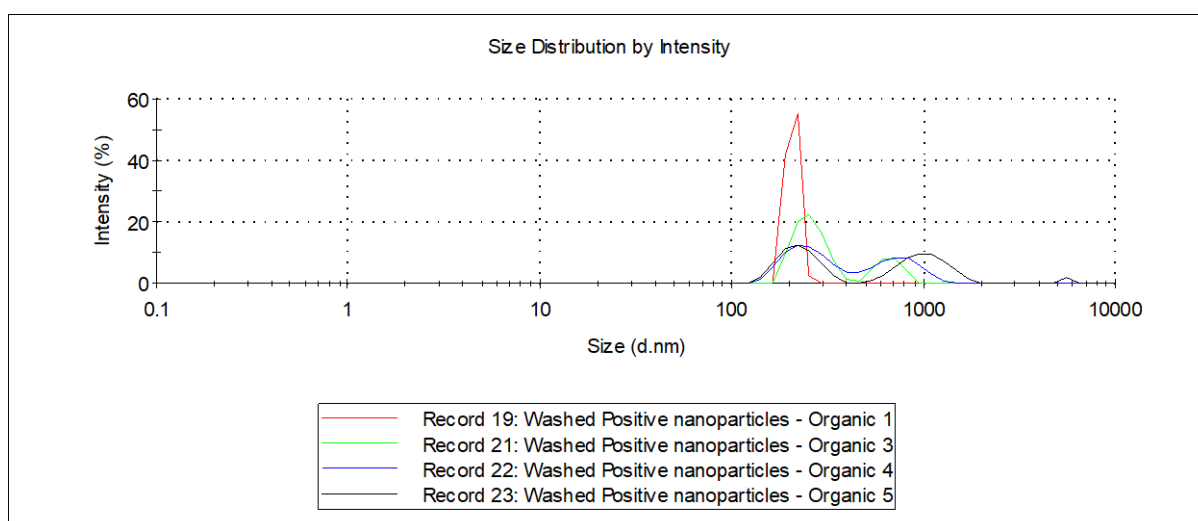 Size Distribution by Intensity
60
40
20
0
Intensity (%)
0.1 1 10 100 1000 10000
Size (d.nm)
Record 19: Washed Positive nanoparticles - Organic 1
Record 21: Washed Positive nanoparticles - Organic 3
Record 22: Washed Positive nanoparticles - Organic 4
Record 23: Washed Positive nanoparticles - Organic 5